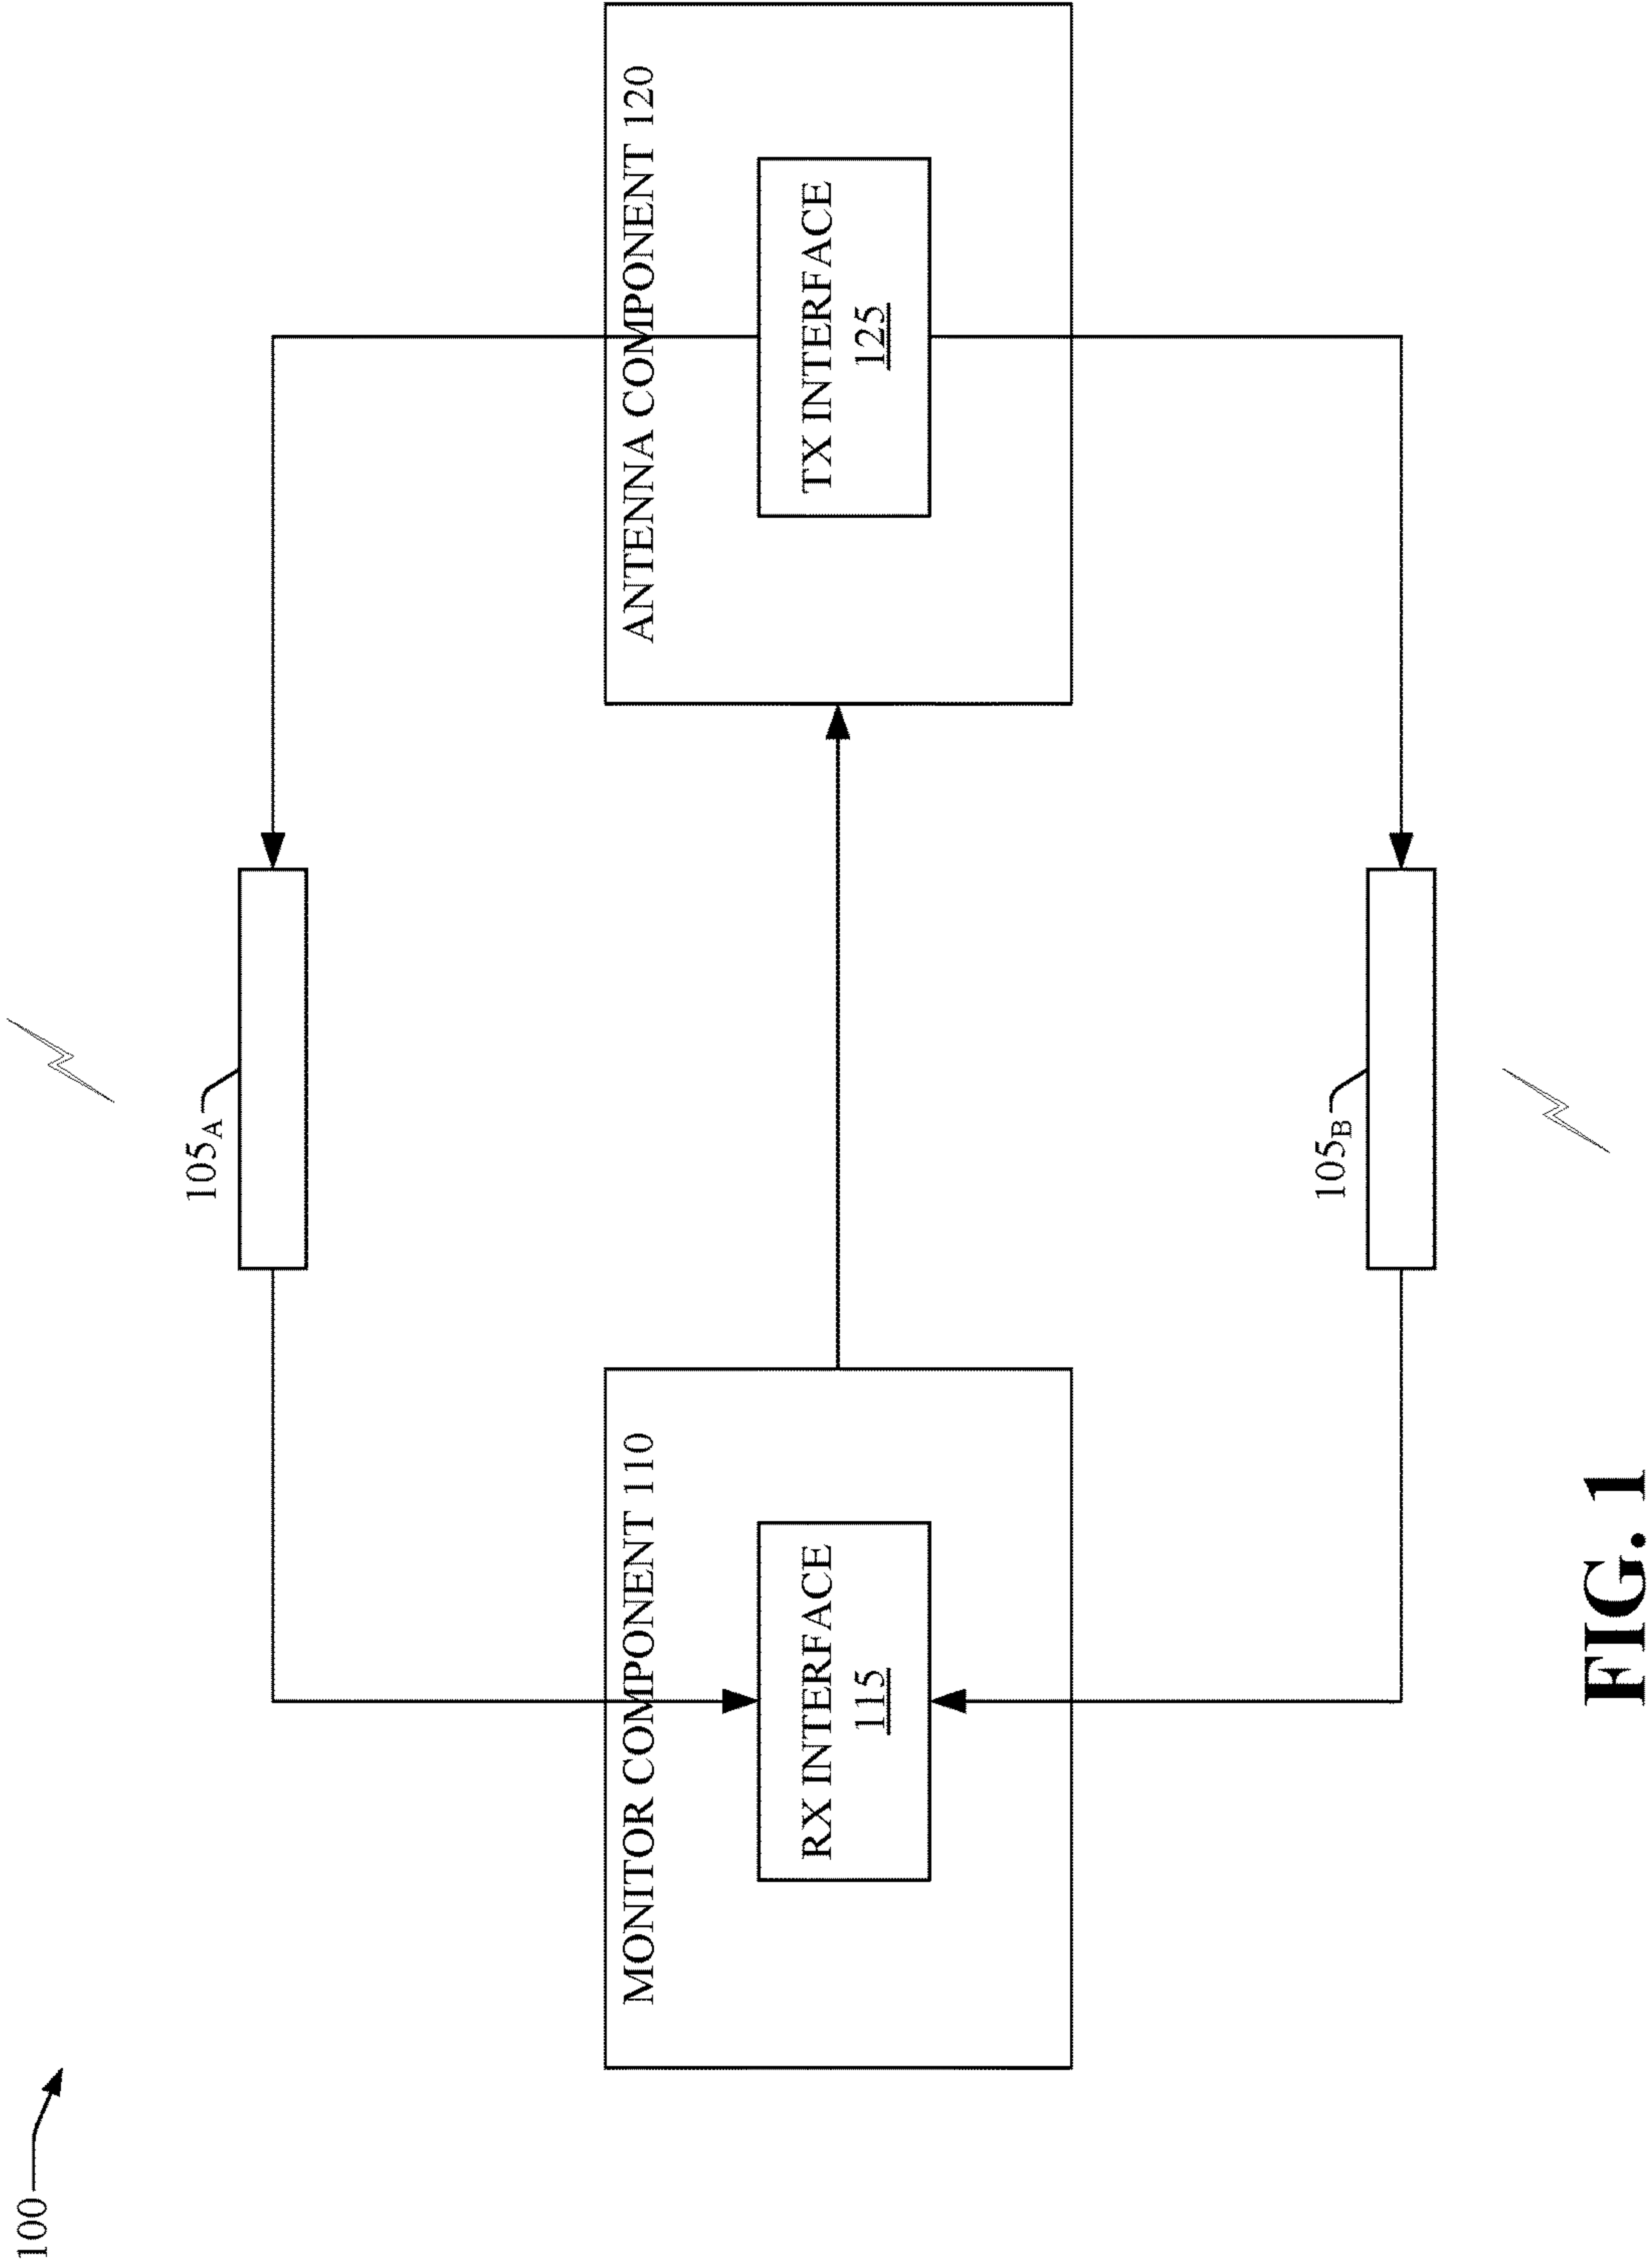 100
105A
MONITOR COMPONENT 110
RX INTERFACE
115
ANTENNA COMPONENT 120
TX INTERFACE
125
105B
FIG. 1